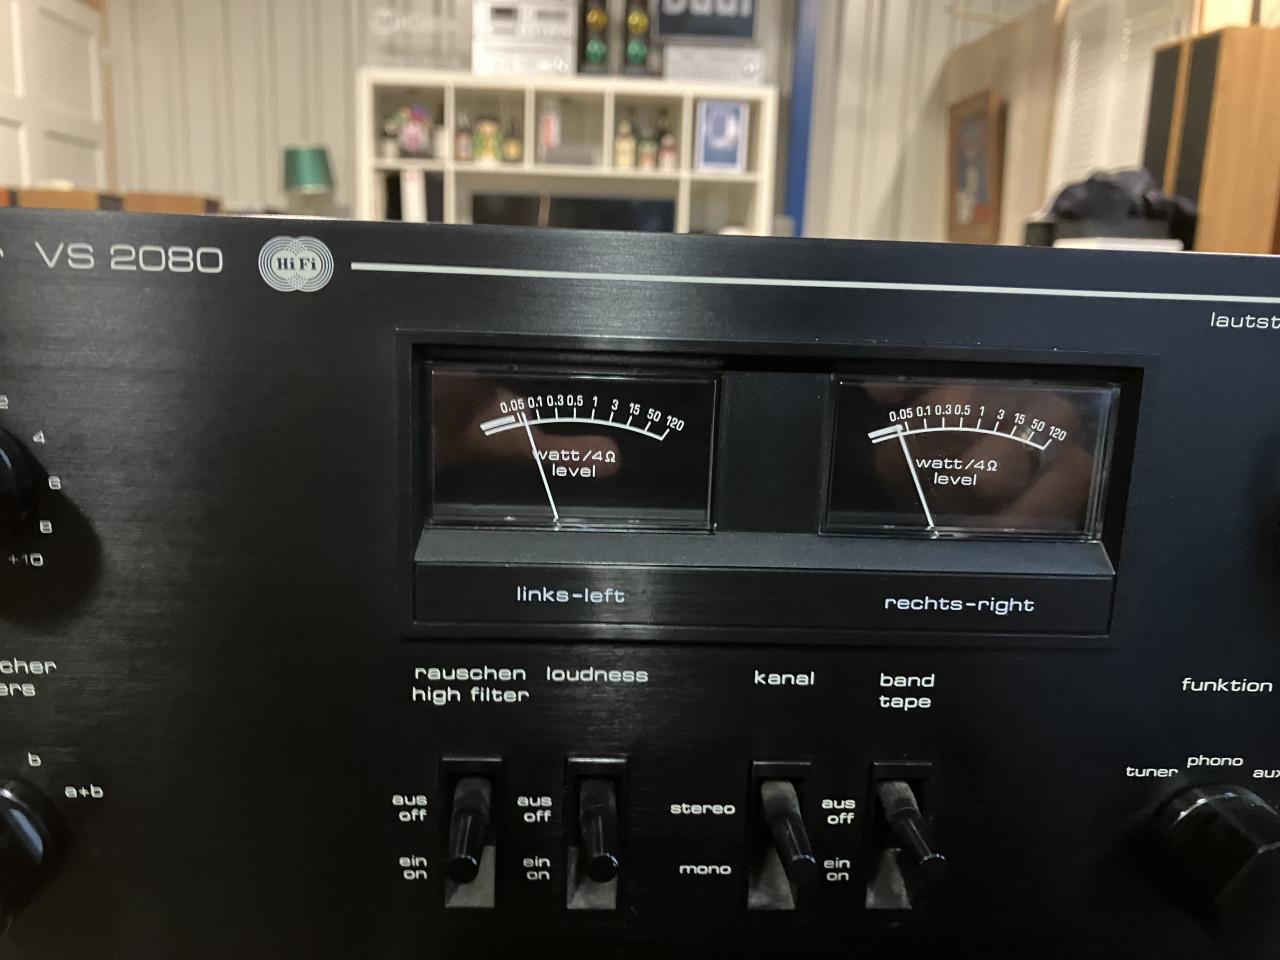 VS 2080
Hi Fi
lautst
0.05 0.1 0.3 0.5 1 3 15 50 120
watt/4Ω
level
0.05 0.1 0.3 0.5 1 3 15 50 120
watt/4Ω
level
links-left
rechts-right
4
6
8
+10
cher
ers
b
a+b
rauschen
high filter
loudness
kanal
band
tape
funktion
aus
off
ein
on
aus
off
ein
on
stereo
mono
aus
off
ein
on
tuner
phono
aux